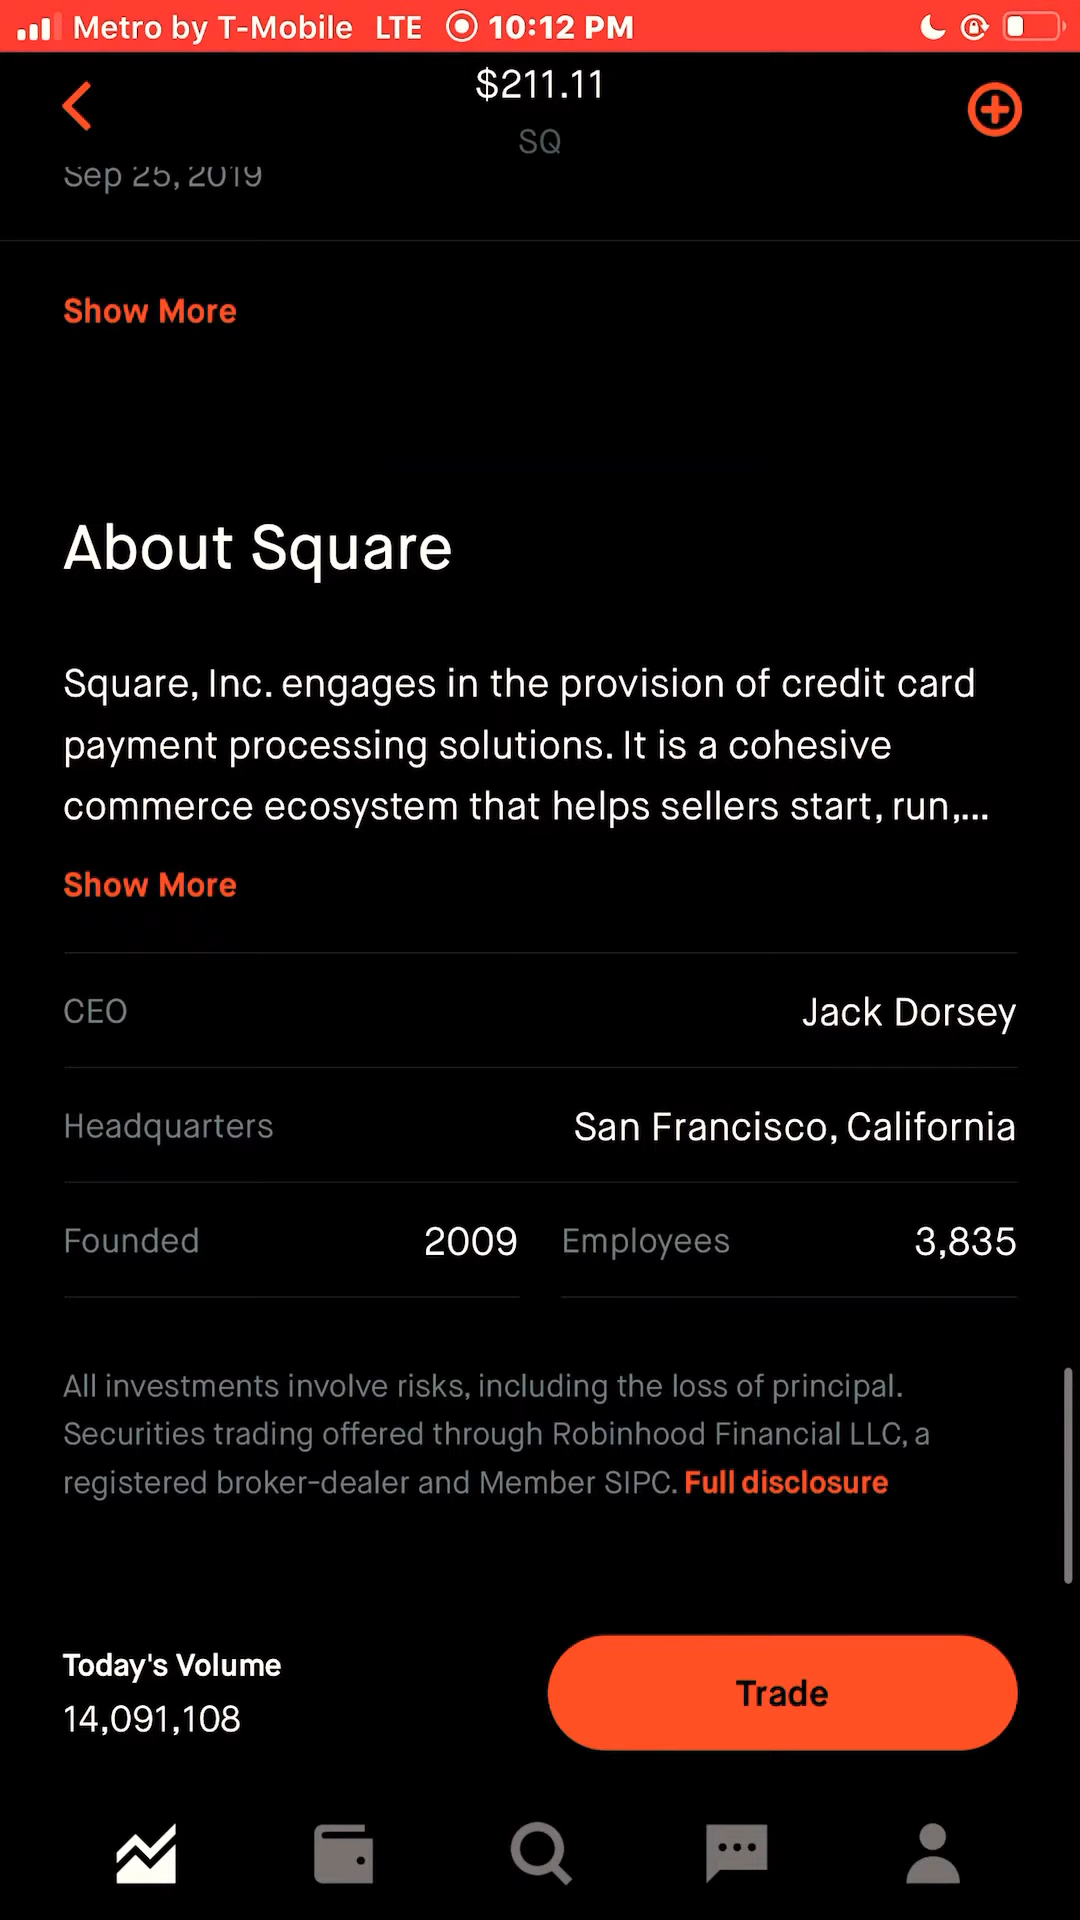 Metro by T-Mobile LTE 10:12 PM
$211.11
SQ
Sep 25, 2019
Show More
About Square
Square, Inc. engages in the provision of credit card
payment processing solutions. It is a cohesive
commerce ecosystem that helps sellers start, run,...
Show More
CEO Jack Dorsey
Headquarters San Francisco, California
Founded 2009 Employees 3,835
All investments involve risks, including the loss of principal.
Securities trading offered through Robinhood Financial LLC, a
registered broker-dealer and Member SIPC. Full disclosure
Today's Volume
14,091,108
Trade